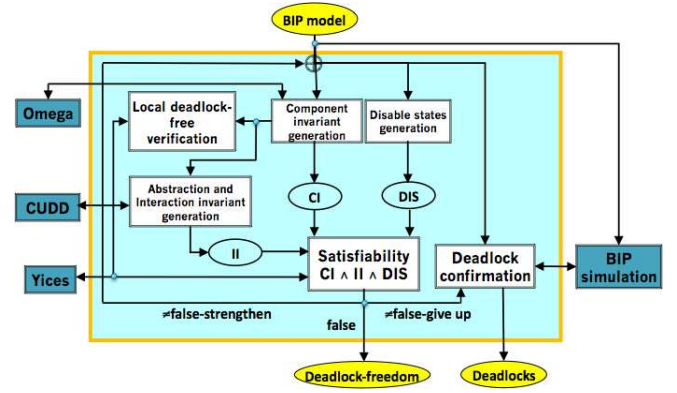 BIP model
Omega
Local deadlock-
free
verification
Component
invariant
generation
Disable states
generation
CUDD
Abstraction and
Interaction invariant
generation
CI
DIS
II
Satisfiability
CI ∧ II ∧ DIS
Deadlock
confirmation
BIP
simulation
Yices
≠false-strengthen
false
≠false-give up
Deadlock-freedom
Deadlocks